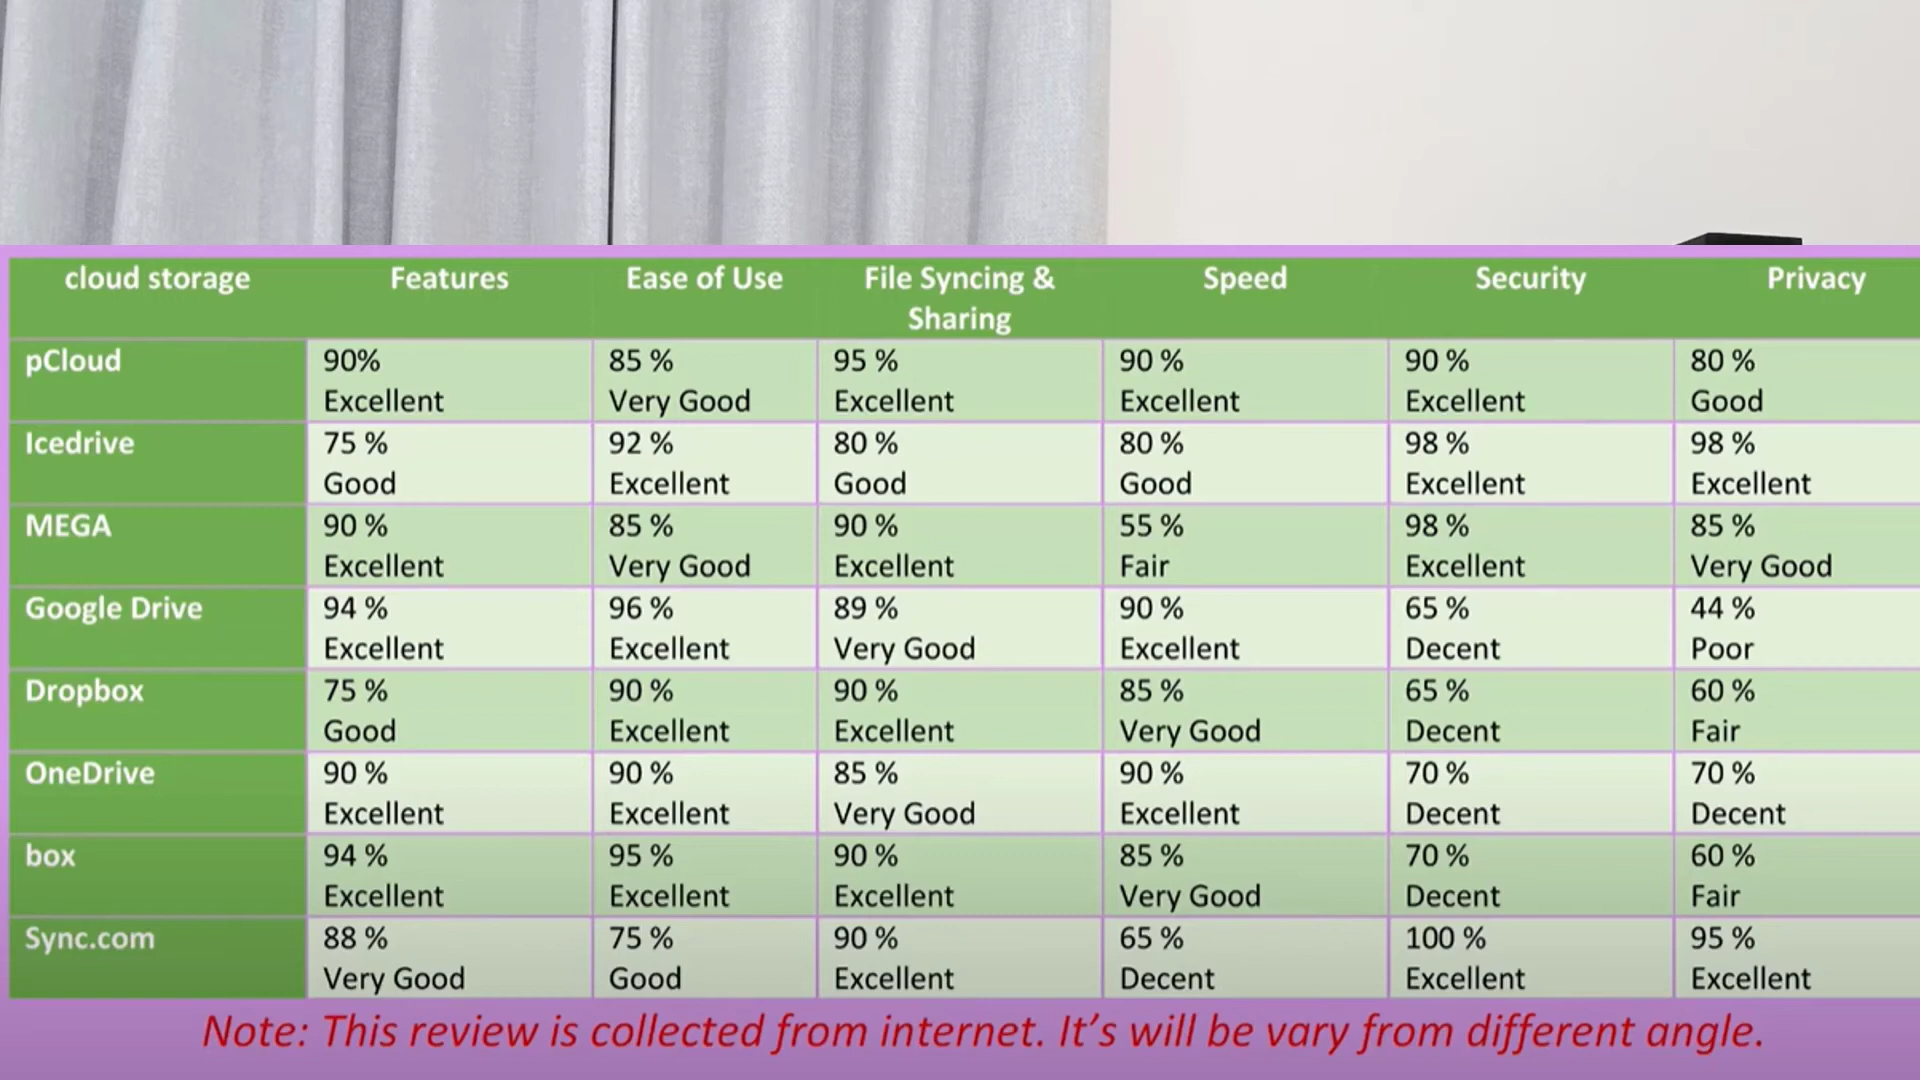 cloud storage Features Ease of Use File Syncing & Speed Security Privacy
Sharing
pCloud 90% 85 % 95 % 90 % 90 % 80 %
Excellent Very Good Excellent Excellent Excellent Good
Icedrive 75 % 92 % 80 % 80 % 98 % 98 %
Good Excellent Good Good Excellent Excellent
MEGA 90 % 85 % 90 % 55 % 98 % 85 %
Excellent Very Good Excellent Fair Excellent Very Good
Google Drive 94 % 96 % 89 % 90 % 65 % 44 %
Excellent Excellent Very Good Excellent Decent Poor
Dropbox 75 % 90 % 90 % 85 % 65 % 60 %
Good Excellent Excellent Very Good Decent Fair
OneDrive 90 % 90 % 85 % 90 % 70 % 70 %
Excellent Excellent Very Good Excellent Decent Decent
box 94 % 95 % 90 % 85 % 70 % 60 %
Excellent Excellent Excellent Very Good Decent Fair
Sync.com 88 % 75 % 90 % 65 % 100 % 95 %
Very Good Good Excellent Decent Excellent Excellent
Note: This review is collected from internet. It’s will be vary from different angle.